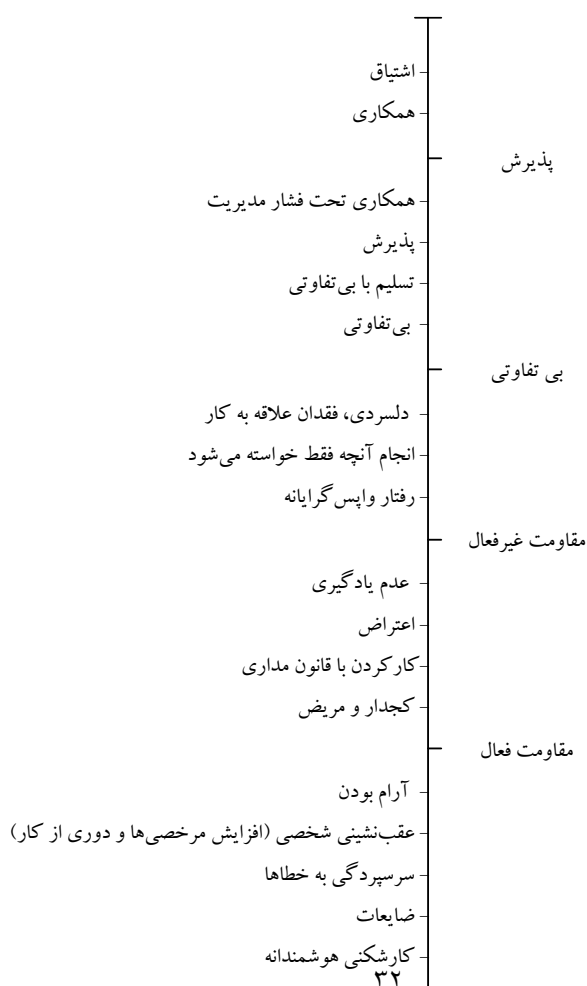 اشتیاق
همکاری
پذیرش
همکاری تحت فشار مدیریت
پذیرش
تسلیم با بی‌تفاوتی
بی‌تفاوتی
بی تفاوتی
دلسردی، فقدان علاقه به کار
انجام آنچه فقط خواسته می‌شود
رفتار واپس‌گرایانه
مقاومت غیرفعال
عدم یادگیری
اعتراض
کارکردن با قانون مداری
کجدار و مریض
مقاومت فعال
آرام بودن
عقب‌نشینی شخصی (افزایش مرخصی‌ها و دوری از کار)
سرسپردگی به خطاها
ضایعات
کارشکنی هوشمندانه
۳۲